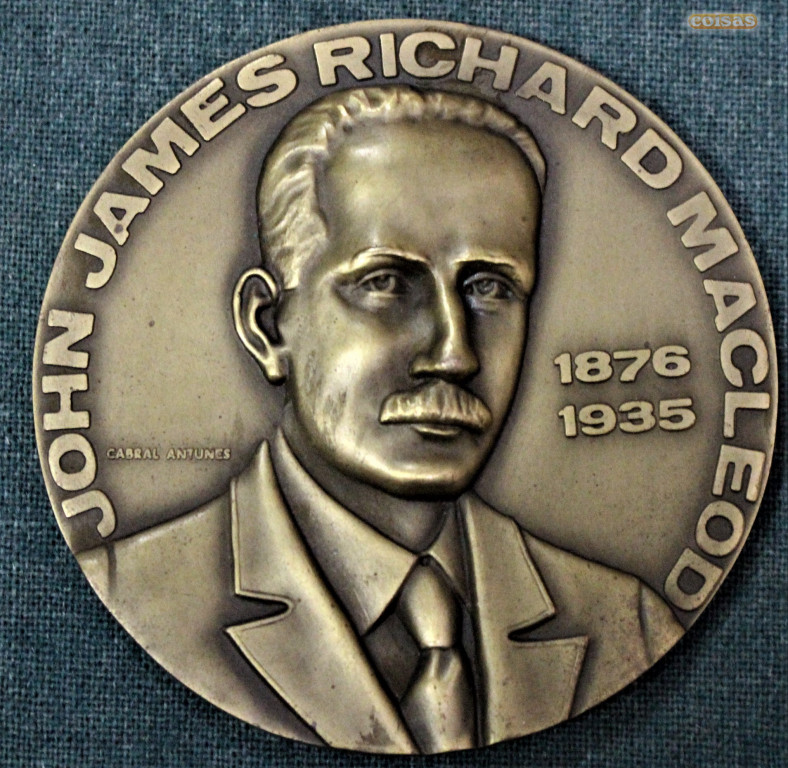 JOHN JAMES RICHARD MACLEOD
1876
1935
CABRAL ANTUNES
coisas